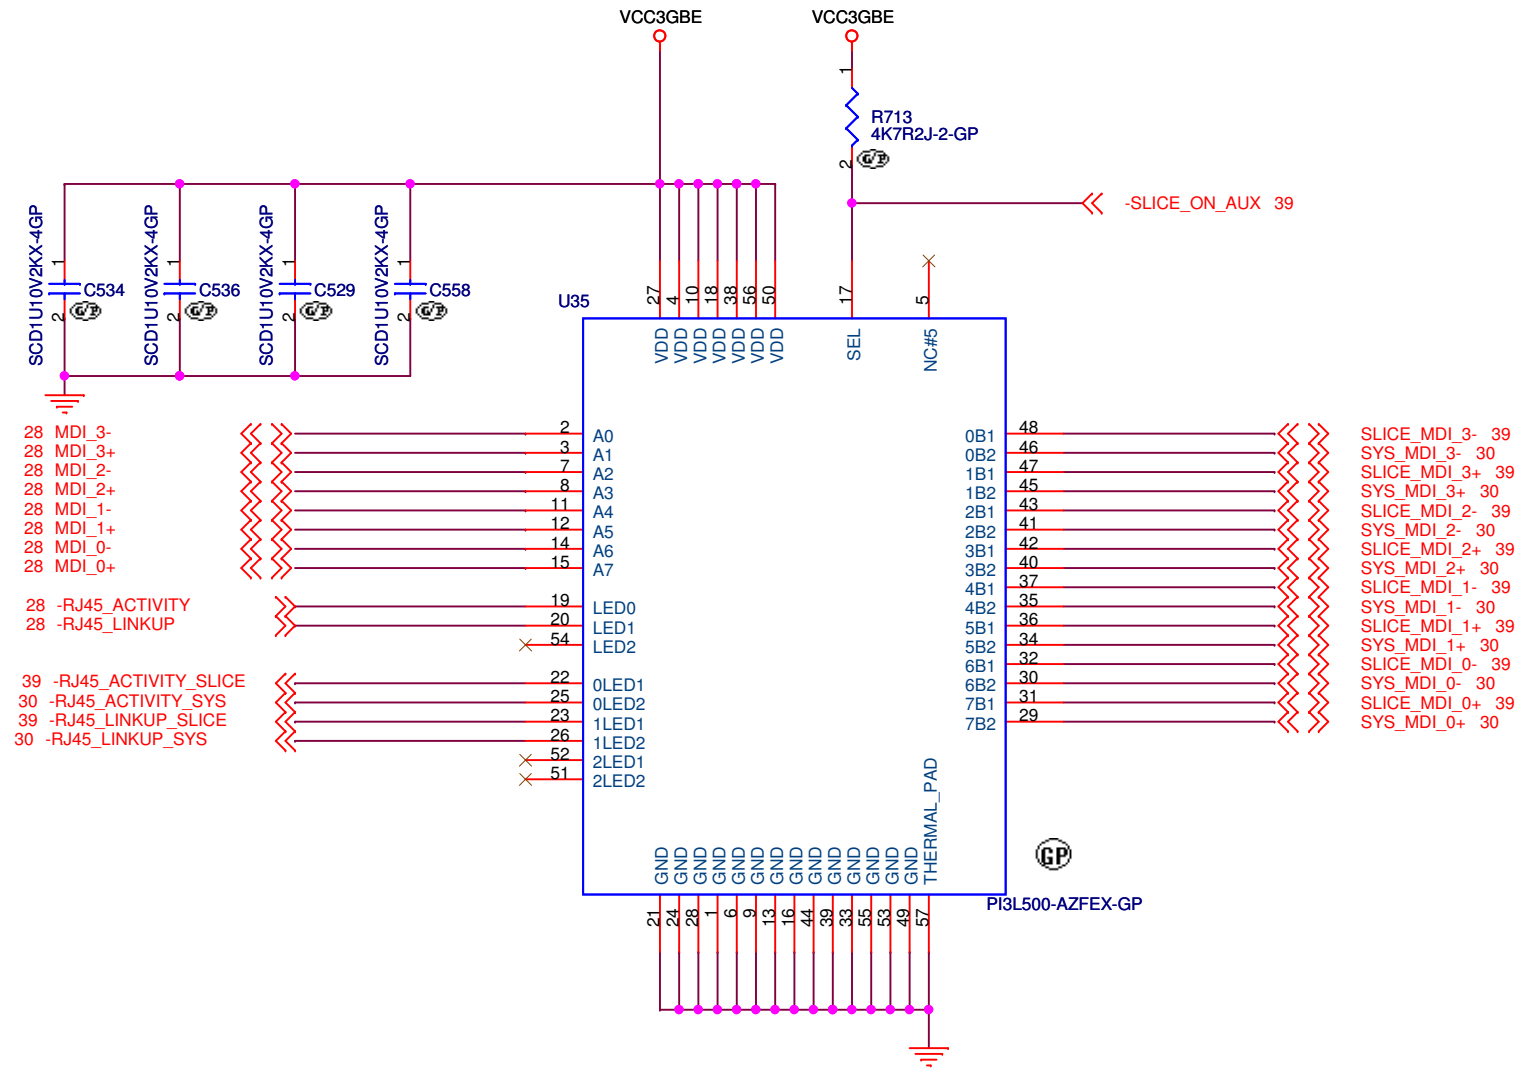 VCC3GBE
VCC3GBE
1
R713
4K7R2J-2-GP
2
G/P
-SLICE_ON_AUX 39
SCD1U10V2KX-4GP
1
C534
2
G/P
SCD1U10V2KX-4GP
1
C536
2
G/P
SCD1U10V2KX-4GP
1
C529
2
G/P
SCD1U10V2KX-4GP
1
C558
2
G/P
U35
27
4
10
18
38
56
50
17
5
VDD
VDD
VDD
VDD
VDD
VDD
VDD
SEL
NC#5
28 MDI_3- 2 A0
28 MDI_3+ 3 A1
28 MDI_2- 7 A2
28 MDI_2+ 8 A3
28 MDI_1- 11 A4
28 MDI_1+ 12 A5
28 MDI_0- 14 A6
28 MDI_0+ 15 A7
28 -RJ45_ACTIVITY 19 LED0
28 -RJ45_LINKUP 20 LED1
54 LED2
39 -RJ45_ACTIVITY_SLICE 22 0LED1
30 -RJ45_ACTIVITY_SYS 25 0LED2
39 -RJ45_LINKUP_SLICE 23 1LED1
30 -RJ45_LINKUP_SYS 26 1LED2
52 2LED1
51 2LED2
0B1 48 SLICE_MDI_3- 39
0B2 46 SYS_MDI_3- 30
1B1 47 SLICE_MDI_3+ 39
1B2 45 SYS_MDI_3+ 30
2B1 43 SLICE_MDI_2- 39
2B2 41 SYS_MDI_2- 30
3B1 42 SLICE_MDI_2+ 39
3B2 40 SYS_MDI_2+ 30
4B1 37 SLICE_MDI_1- 39
4B2 35 SYS_MDI_1- 30
5B1 36 SLICE_MDI_1+ 39
5B2 34 SYS_MDI_1+ 30
6B1 32 SLICE_MDI_0- 39
6B2 30 SYS_MDI_0- 30
7B1 31 SLICE_MDI_0+ 39
7B2 29 SYS_MDI_0+ 30
GND
GND
GND
GND
GND
GND
GND
GND
GND
GND
GND
GND
GND
GND
THERMAL_PAD
GP
PI3L500-AZFEX-GP
21
24
28
1
6
9
13
16
44
39
33
55
53
49
57